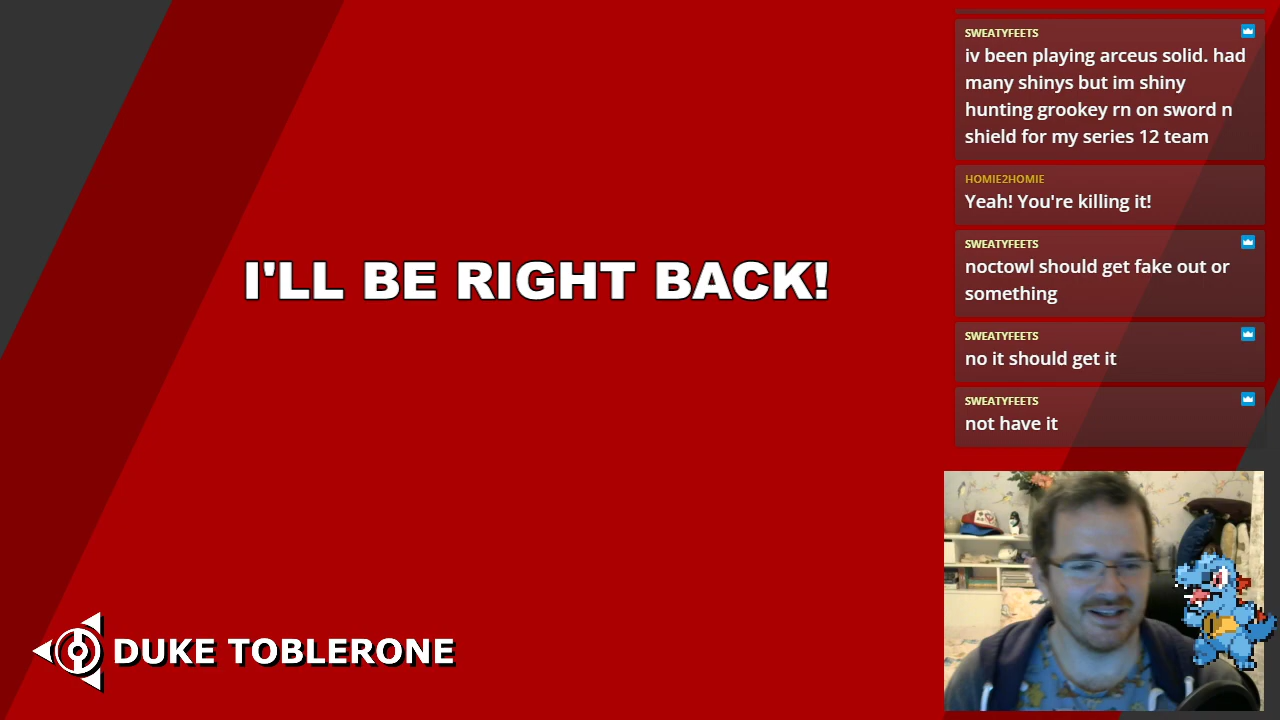 SWEATYFEETS
iv been playing arceus solid. had
many shinys but im shiny
hunting grookey rn on sword n
shield for my series 12 team
HOMIE2HOMIE
Yeah! You're killing it!
SWEATYFEETS
noctowl should get fake out or
something
SWEATYFEETS
no it should get it
SWEATYFEETS
not have it
I'LL BE RIGHT BACK!
DUKE TOBLERONE